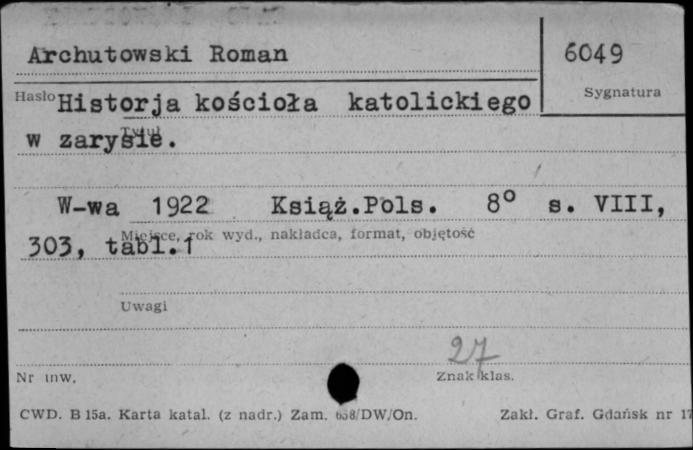 Archutowski Roman
6049
Hasło
Sygnatura
Historja kościoła katolickiego
Tytuł
w zarysie.
W-wa 1922 Książ.Pols. 8° s. VIII,
Miejsce, rok wyd., nakładca, format, objętość
303, tabl.1
Uwagi
27
Nr inw.
Znak klas.
CWD. B 15a. Karta katal. (z nadr.) Zam. 658/DW/On.
Zakł. Graf. Gdańsk nr 17